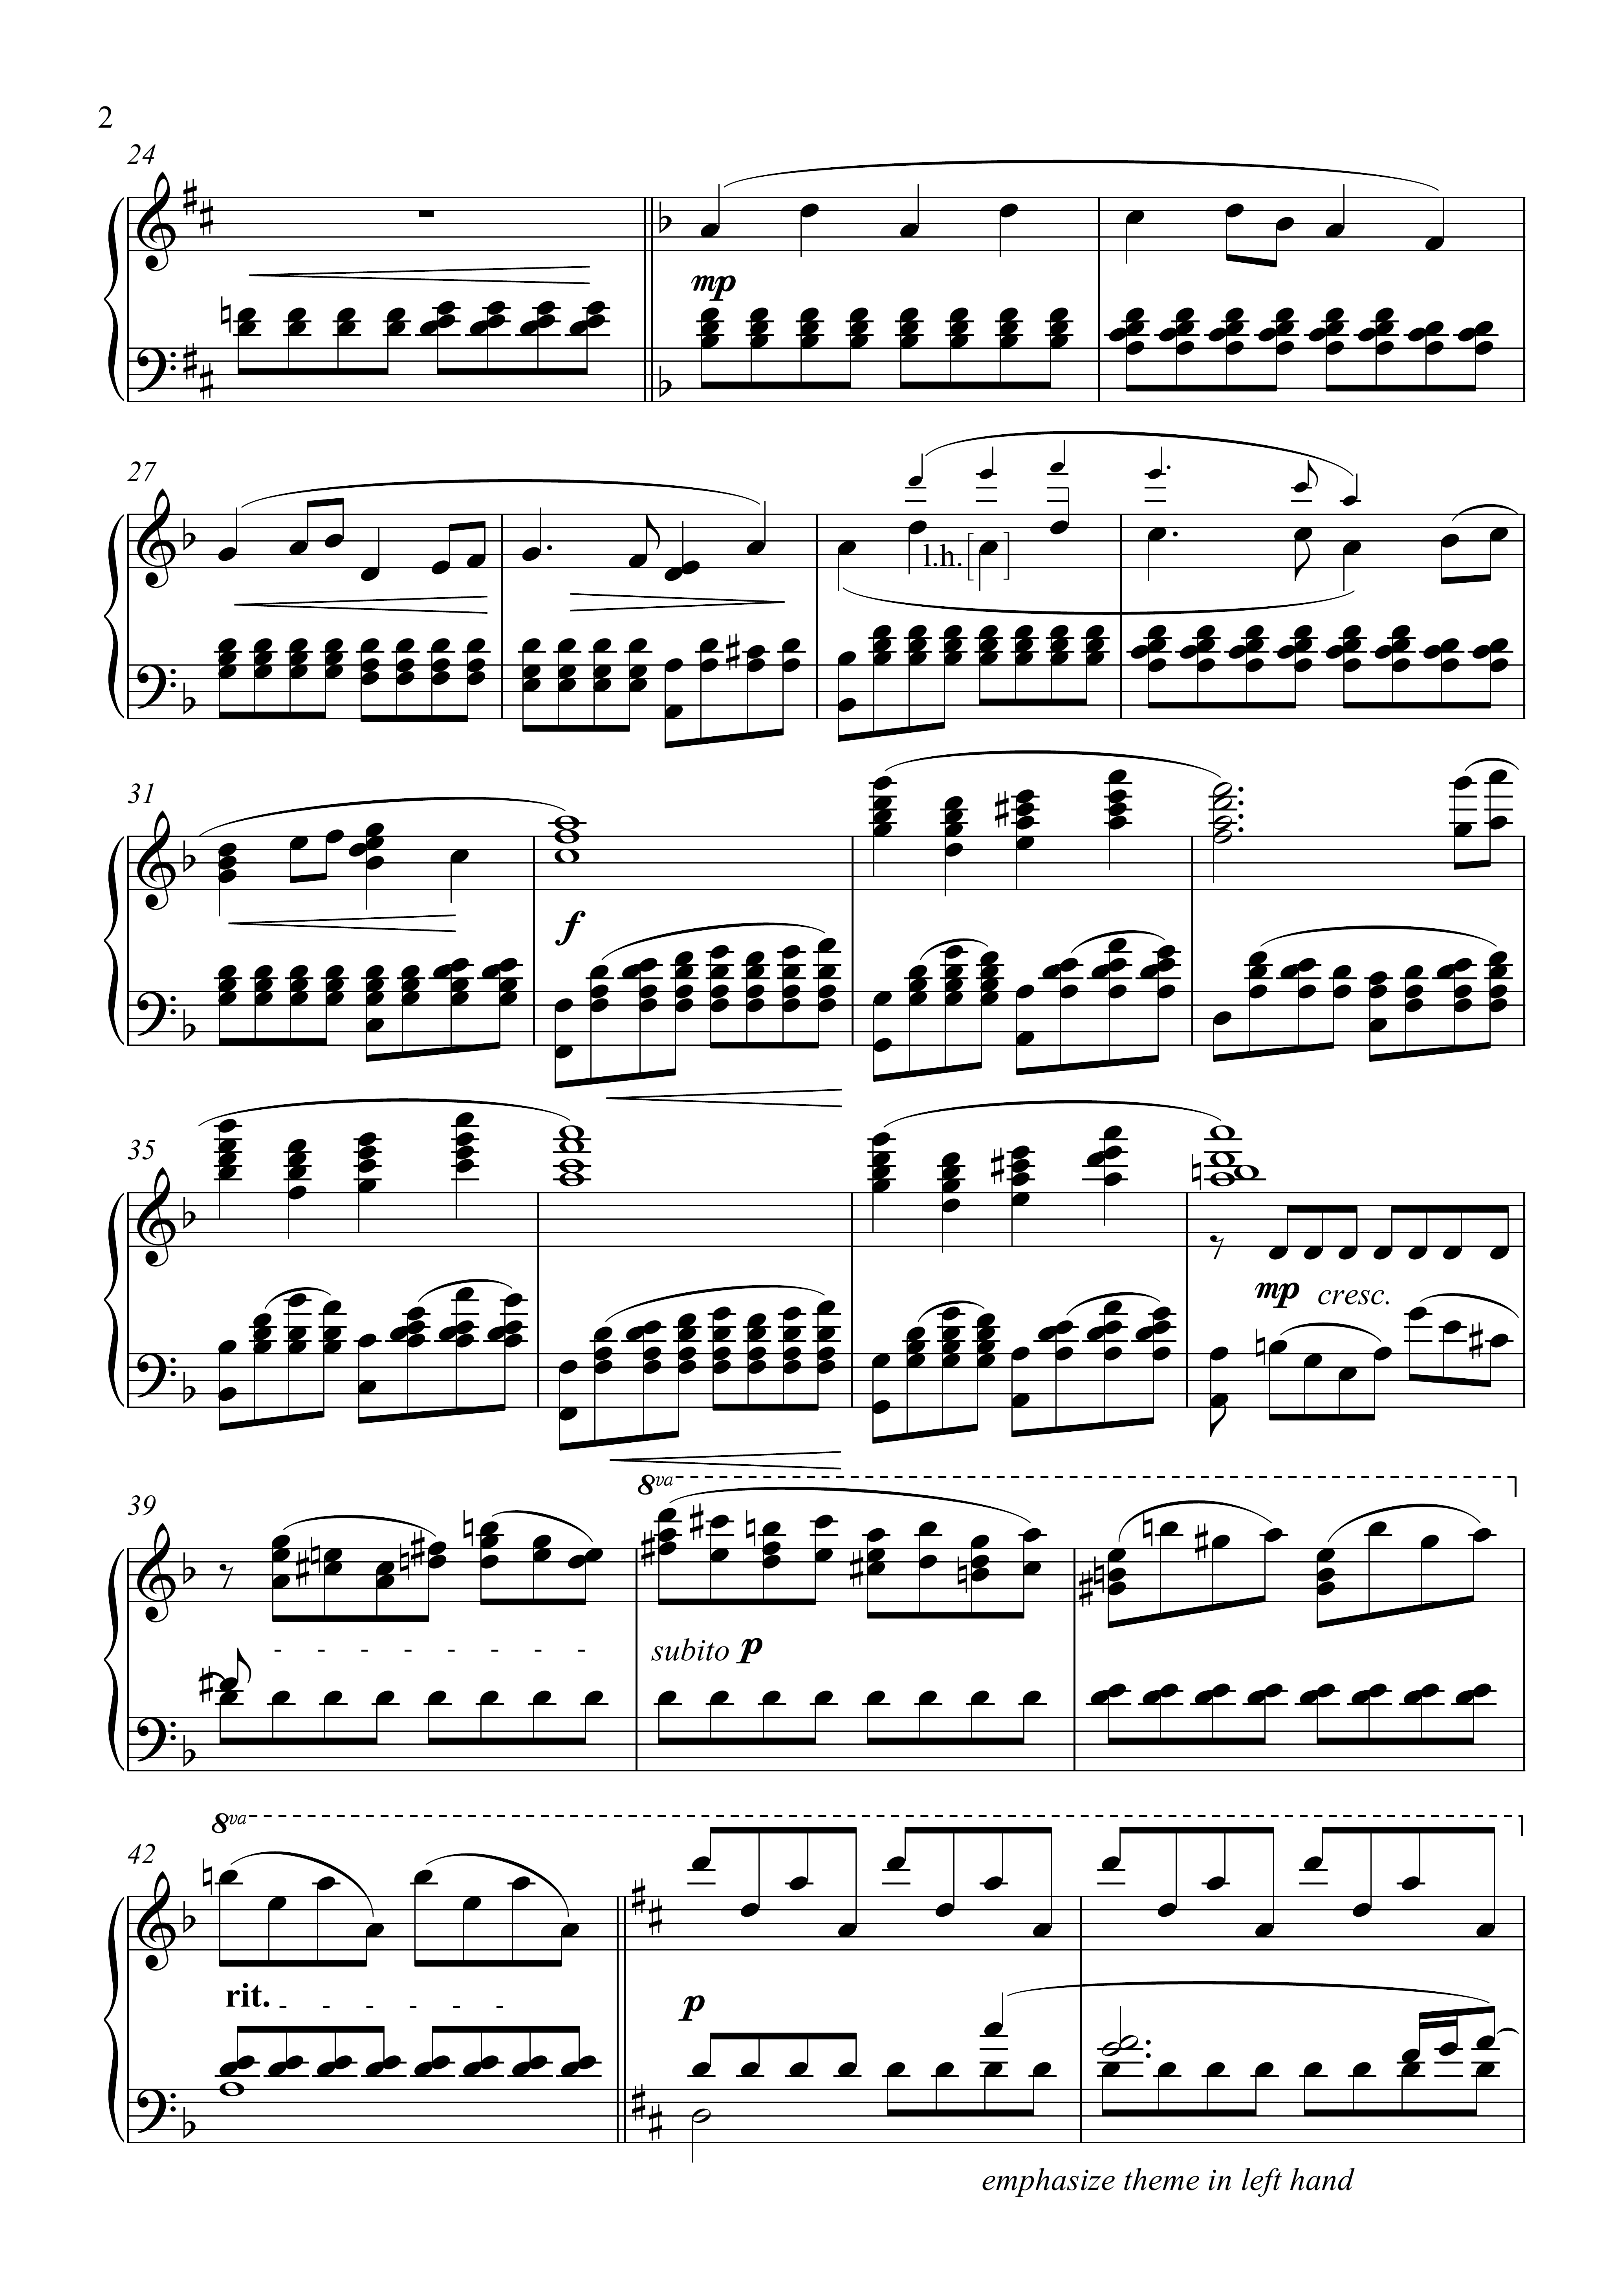 2
24
mp
27
l.h. [ ]
31
f
35
mp cresc.
8va
39
subito p
8va
42
rit.
p
emphasize theme in left hand